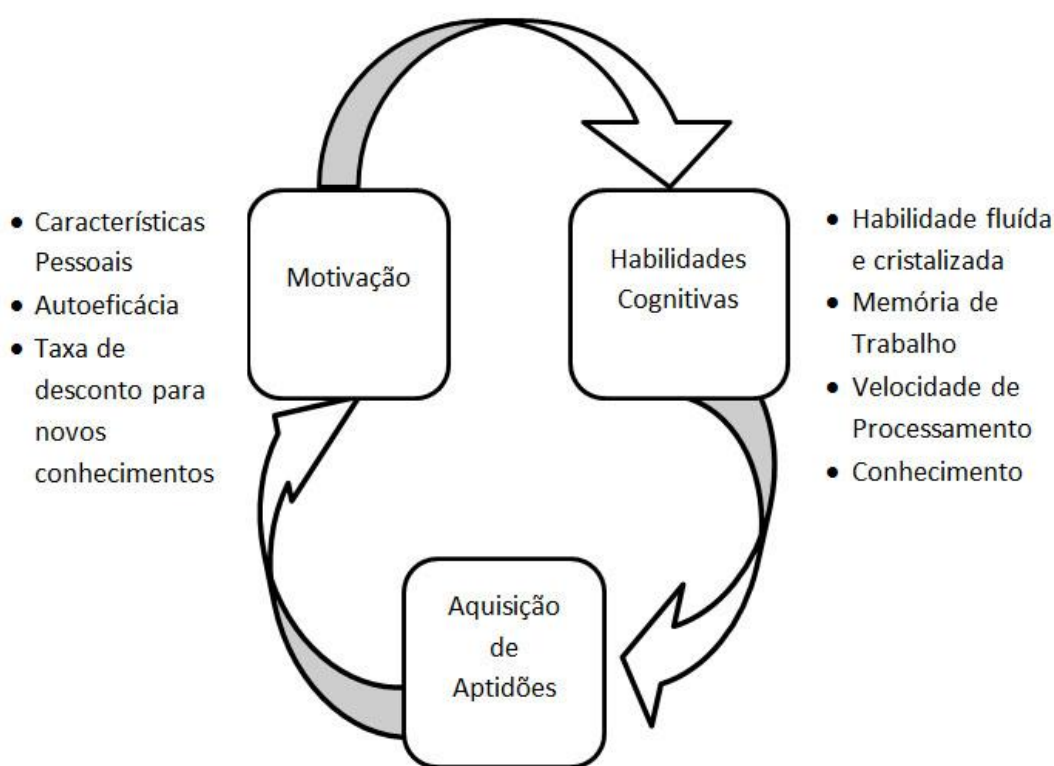 • Características
Pessoais
• Autoeficácia
• Taxa de
desconto para
novos
conhecimentos
Motivação
Habilidades
Cognitivas
• Habilidade fluída
e cristalizada
• Memória de
Trabalho
• Velocidade de
Processamento
• Conhecimento
Aquisição
de
Aptidões